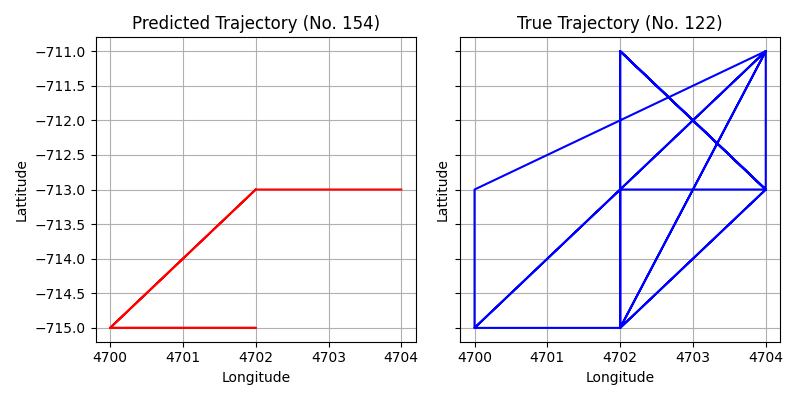 Predicted Trajectory (No. 154)
True Trajectory (No. 122)
Lattitude
−711.0
−711.5
−712.0
−712.5
−713.0
−713.5
−714.0
−714.5
−715.0
4700 4701 4702 4703 4704
Longitude
Lattitude
4700 4701 4702 4703 4704
Longitude